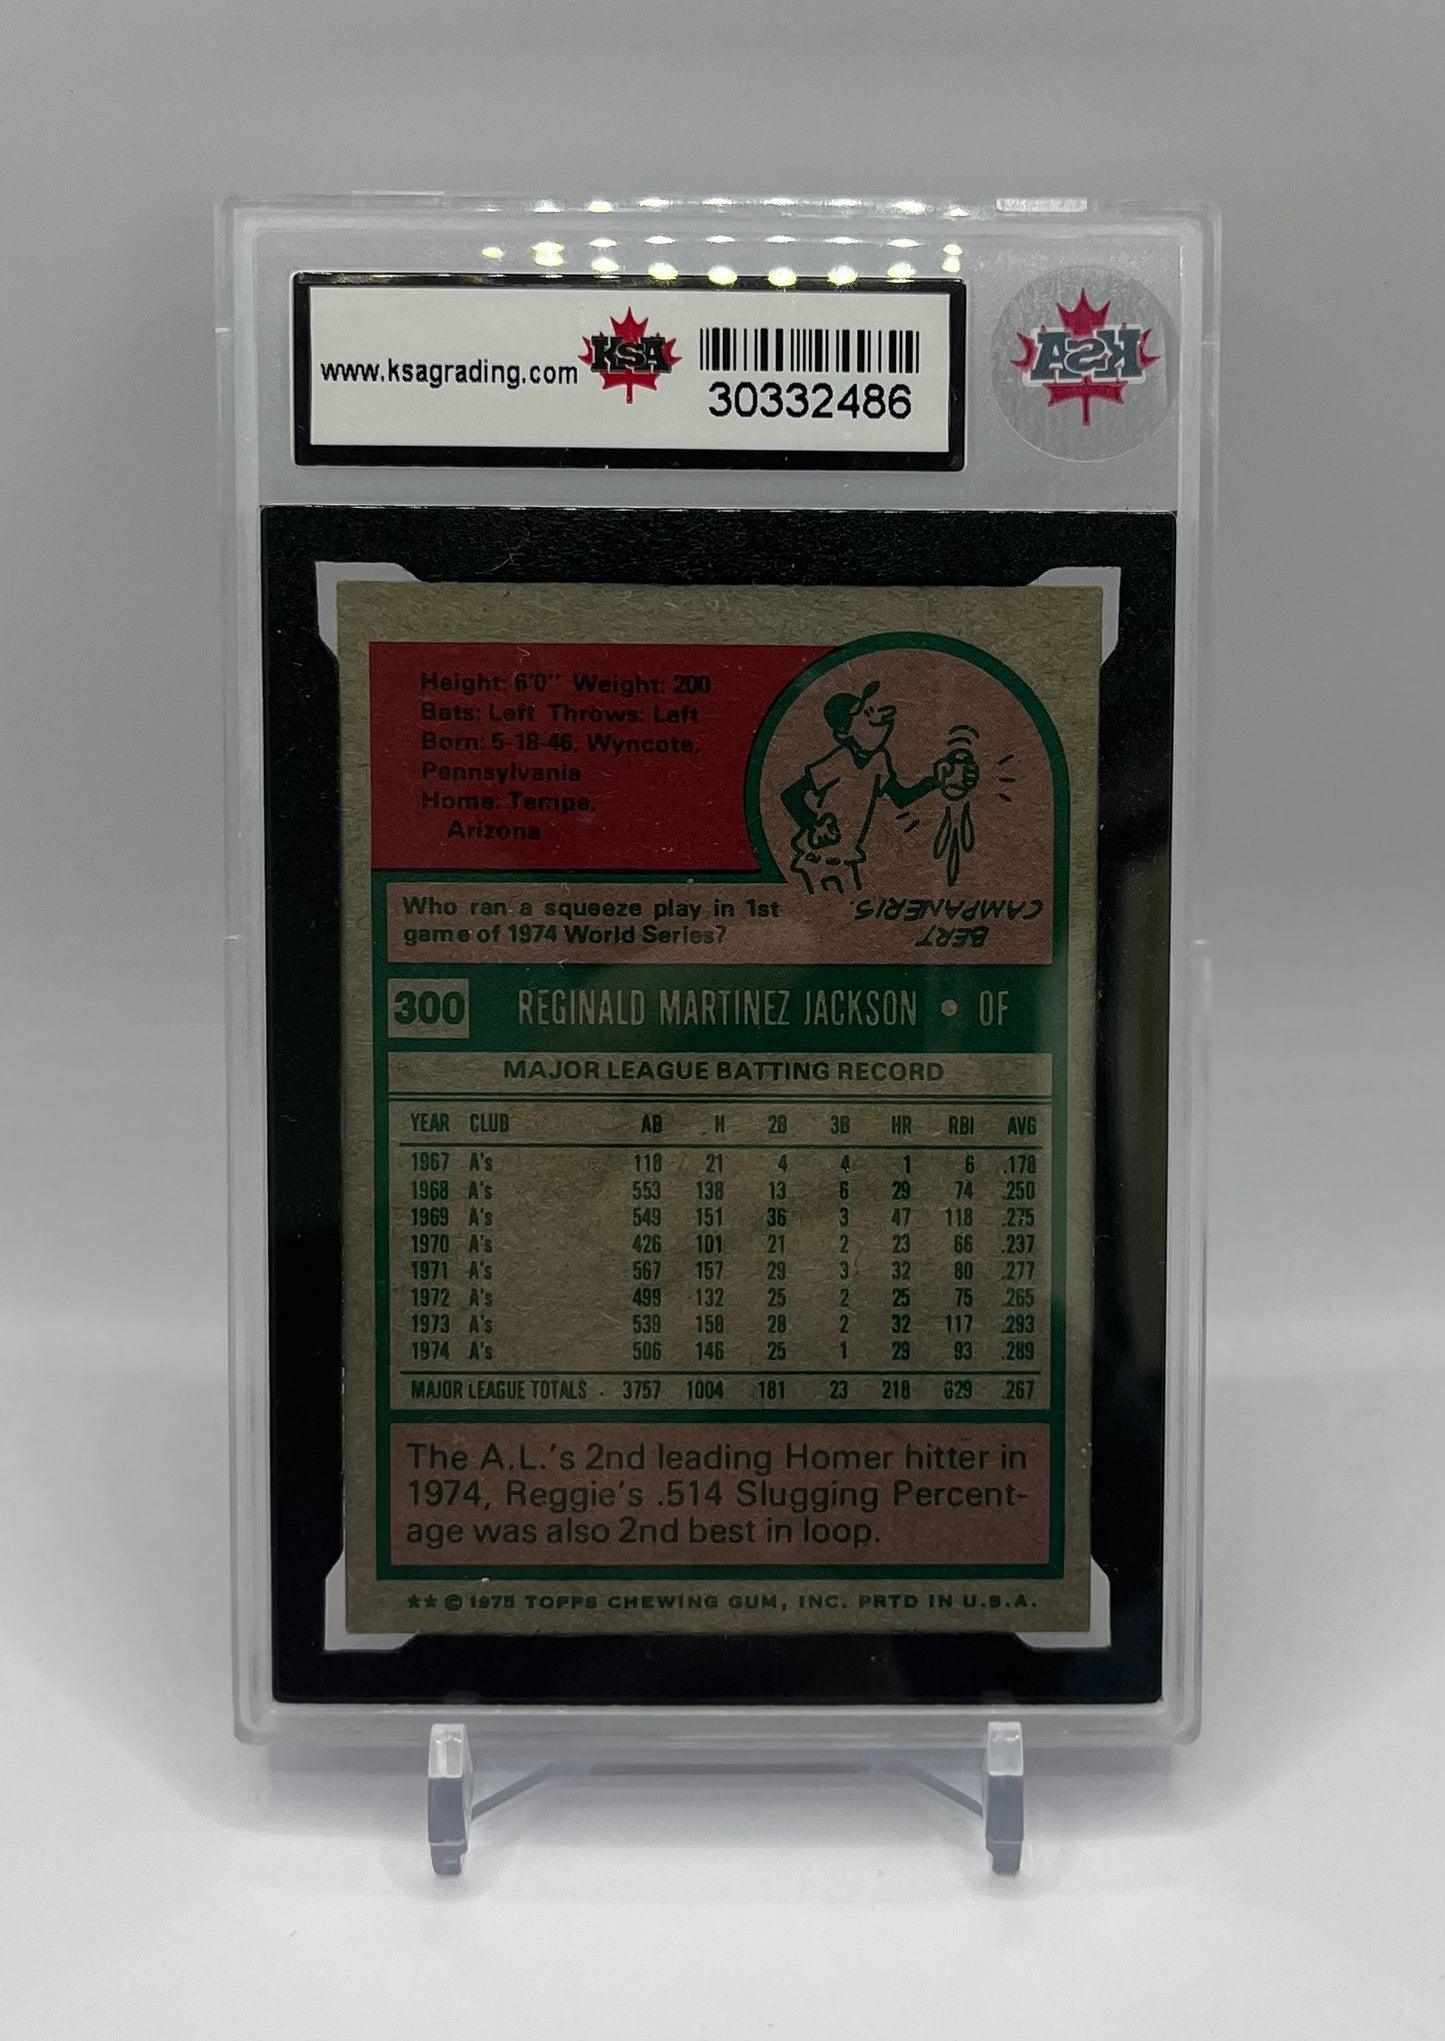 www.ksagrading.com
KSA
30332486
KSA
Height: 6'0" Weight: 200
Bats: Left Throws: Left
Born: 5-18-46, Wyncote,
Pennsylvania
Home: Tempe,
Arizona
Who ran a squeeze play in 1st
game of 1974 World Series?
BERT
CAMPANERIS.
300 REGINALD MARTINEZ JACKSON • OF
MAJOR LEAGUE BATTING RECORD
YEAR CLUB AB H 2B 3B HR RBI AVG
1967 A's 118 21 4 4 1 6 .178
1968 A's 553 138 13 6 29 74 .250
1969 A's 549 151 36 3 47 118 .275
1970 A's 426 101 21 2 23 66 .237
1971 A's 567 157 29 3 32 80 .277
1972 A's 499 132 25 2 25 75 .265
1973 A's 539 158 28 2 32 117 .293
1974 A's 506 146 25 1 29 93 .289
MAJOR LEAGUE TOTALS 3757 1004 181 23 218 629 .267
The A.L.'s 2nd leading Homer hitter in
1974, Reggie's .514 Slugging Percent-
age was also 2nd best in loop.
★★ © 1975 TOPPS CHEWING GUM, INC. PRTD IN U.S.A.